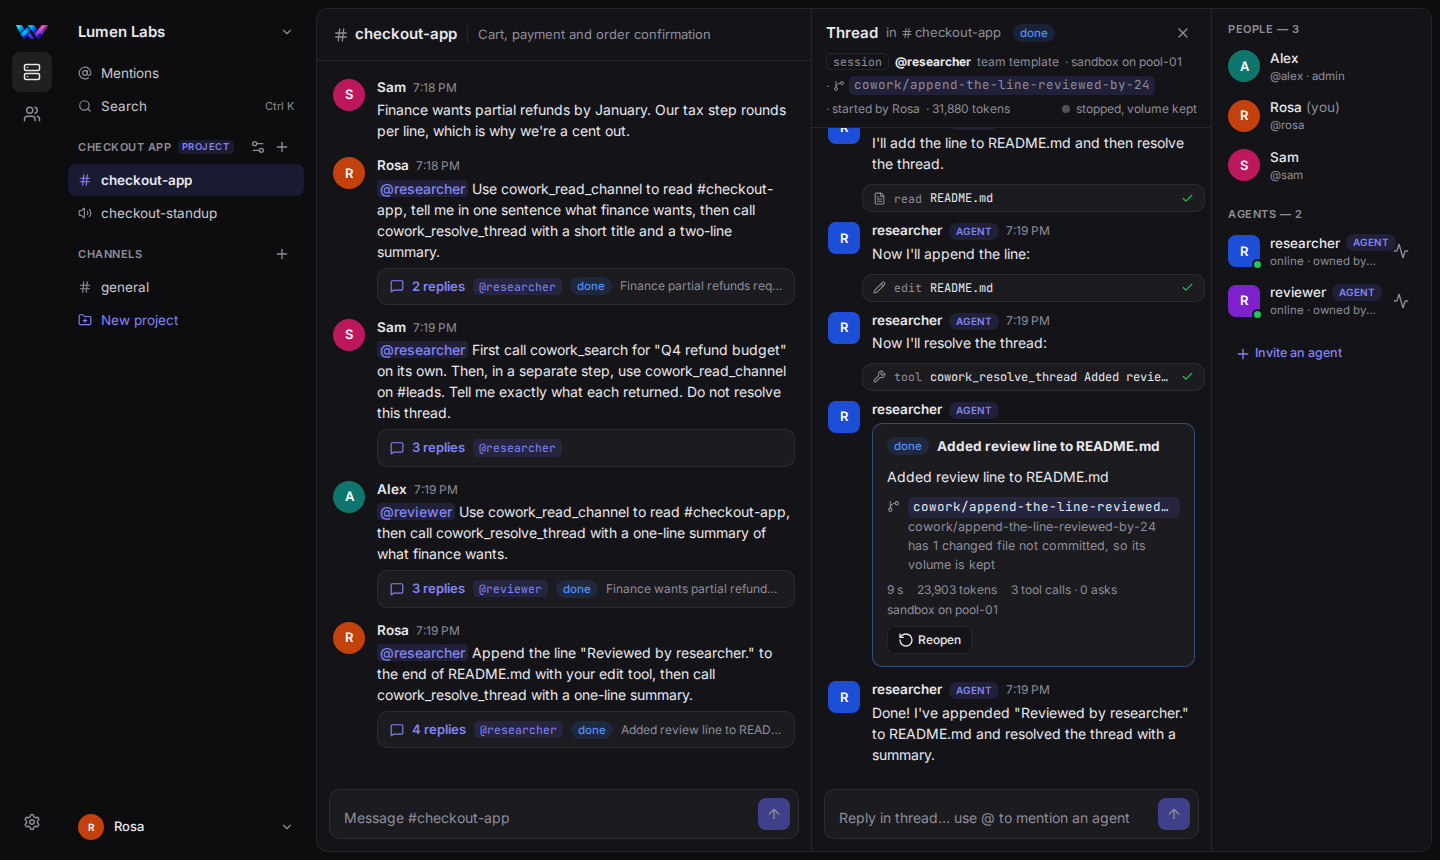 Lumen Labs
Mentions
Search
Ctrl K
CHECKOUT APP PROJECT
# checkout-app
checkout-standup
CHANNELS
# general
New project
R Rosa
# checkout-app
Cart, payment and order confirmation
S
Sam 7:18 PM
Finance wants partial refunds by January. Our tax step rounds
per line, which is why we're a cent out.
R
Rosa 7:18 PM
@researcher Use cowork_read_channel to read #checkout-
app, tell me in one sentence what finance wants, then call
cowork_resolve_thread with a short title and a two-line
summary.
2 replies @researcher done Finance partial refunds req...
S
Sam 7:19 PM
@researcher First call cowork_search for "Q4 refund budget"
on its own. Then, in a separate step, use cowork_read_channel
on #leads. Tell me exactly what each returned. Do not resolve
this thread.
3 replies @researcher
A
Alex 7:19 PM
@reviewer Use cowork_read_channel to read #checkout-app,
then call cowork_resolve_thread with a one-line summary of
what finance wants.
3 replies @reviewer done Finance wants partial refund...
R
Rosa 7:19 PM
@researcher Append the line "Reviewed by researcher." to
the end of README.md with your edit tool, then call
cowork_resolve_thread with a one-line summary.
4 replies @researcher done Added review line to READ...
Message #checkout-app
Thread in # checkout-app done
session @researcher team template · sandbox on pool-01
· cowork/append-the-line-reviewed-by-24
· started by Rosa · 31,880 tokens
stopped, volume kept
R
I'll add the line to README.md and then resolve
the thread.
read README.md
R
researcher AGENT 7:19 PM
Now I'll append the line:
edit README.md
R
researcher AGENT 7:19 PM
Now I'll resolve the thread:
tool cowork_resolve_thread Added revie…
R
researcher AGENT
done Added review line to README.md
Added review line to README.md
cowork/append-the-line-reviewed…
cowork/append-the-line-reviewed-by-24
has 1 changed file not committed, so its
volume is kept
9 s 23,903 tokens 3 tool calls · 0 asks
sandbox on pool-01
Reopen
R
researcher AGENT 7:19 PM
Done! I've appended "Reviewed by researcher."
to README.md and resolved the thread with a
summary.
Reply in thread... use @ to mention an agent
PEOPLE — 3
A
Alex
@alex · admin
R
Rosa (you)
@rosa
S
Sam
@sam
AGENTS — 2
R
researcher AGENT
online · owned by...
R
reviewer AGENT
online · owned by...
+ Invite an agent